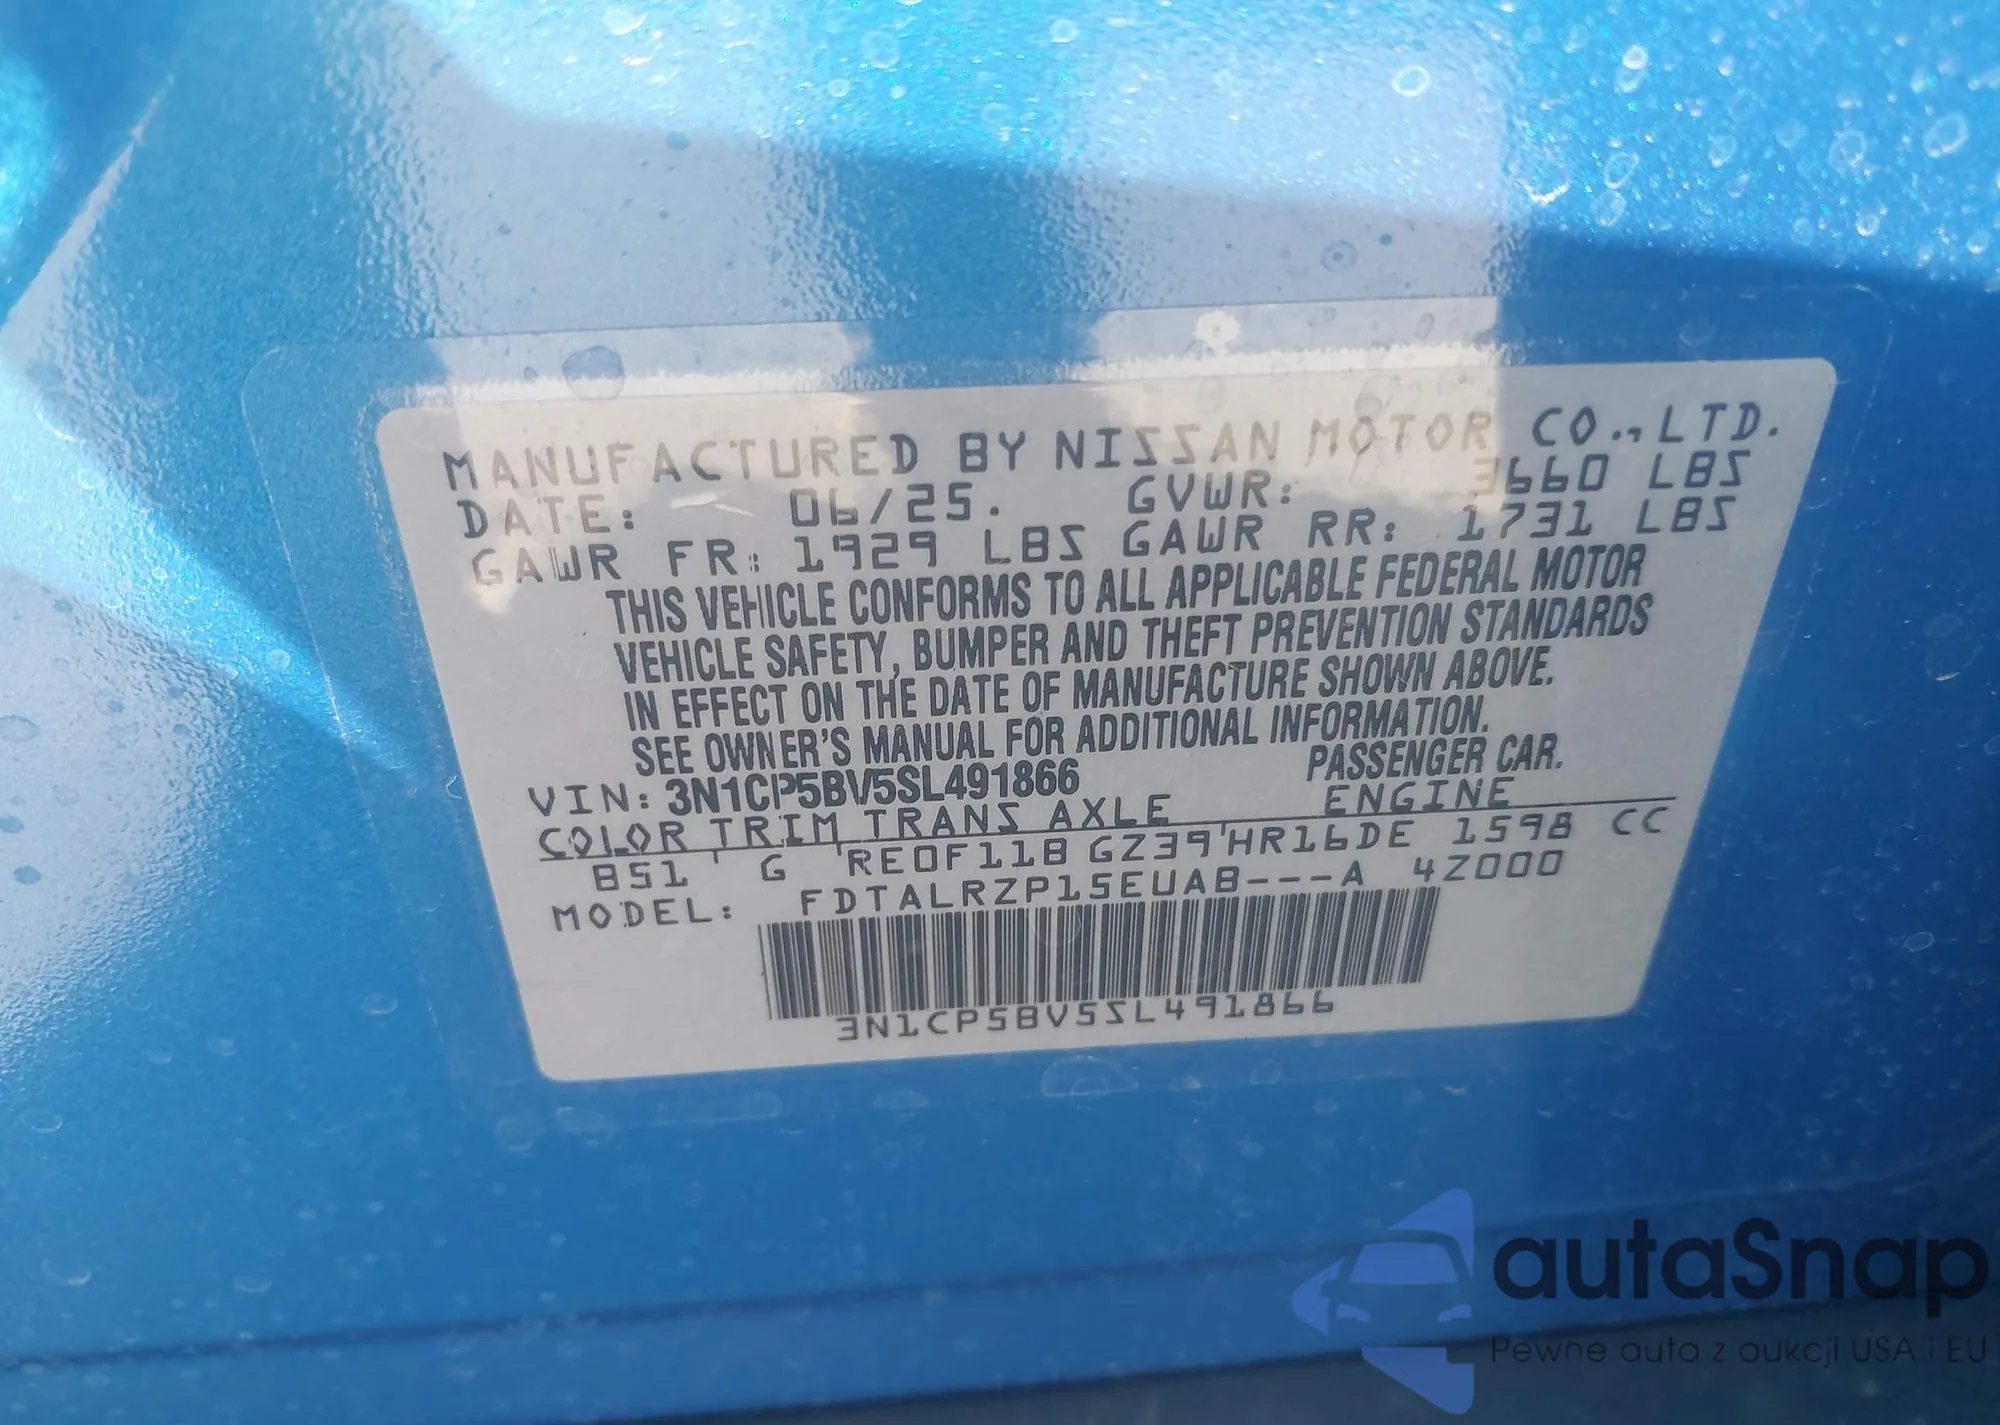 MANUFACTURED BY NISSAN MOTOR CO., LTD.
DATE: 06/25. GVWR: 3660 LBS
GAWR FR: 1929 LBS GAWR RR: 1731 LBS
THIS VEHICLE CONFORMS TO ALL APPLICABLE FEDERAL MOTOR
VEHICLE SAFETY, BUMPER AND THEFT PREVENTION STANDARDS
IN EFFECT ON THE DATE OF MANUFACTURE SHOWN ABOVE.
SEE OWNER'S MANUAL FOR ADDITIONAL INFORMATION.
VIN: 3N1CP5BV5SL491866 PASSENGER CAR.
COLOR TRIM TRANS AXLE ENGINE
B51 G RE0F11B GZ39 HR16DE 1598 CC
MODEL: FDTALRZP15EUAB---A 4Z000
3N1CP5BV5SL491866
autaSnap
Pewne auta z aukcji USA i EU